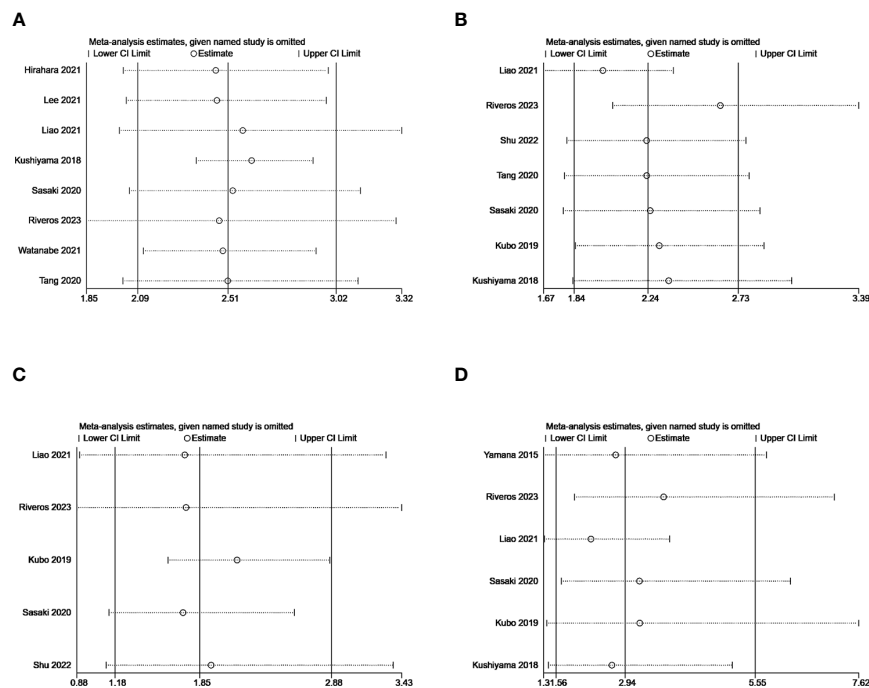 A
Meta-analysis estimates, given named study is omitted
Lower CI Limit Estimate Upper CI Limit
Hirahara 2021
Lee 2021
Liao 2021
Kushiyama 2018
Sasaki 2020
Riveros 2023
Watanabe 2021
Tang 2020
1.85 2.09 2.51 3.02 3.32
B
Meta-analysis estimates, given named study is omitted
Lower CI Limit Estimate Upper CI Limit
Liao 2021
Riveros 2023
Shu 2022
Tang 2020
Sasaki 2020
Kubo 2019
Kushiyama 2018
1.67 1.84 2.24 2.73 3.39
C
Meta-analysis estimates, given named study is omitted
Lower CI Limit Estimate Upper CI Limit
Liao 2021
Riveros 2023
Kubo 2019
Sasaki 2020
Shu 2022
0.88 1.18 1.85 2.88 3.43
D
Meta-analysis estimates, given named study is omitted
Lower CI Limit Estimate Upper CI Limit
Yamana 2015
Riveros 2023
Liao 2021
Sasaki 2020
Kubo 2019
Kushiyama 2018
1.31.56 2.94 5.55 7.62